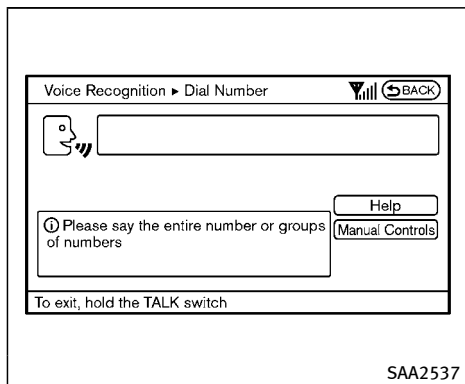 Voice Recognition ▸ Dial Number
BACK
Help
Manual Controls
ⓘ Please say the entire number or groups
of numbers
To exit, hold the TALK switch
SAA2537